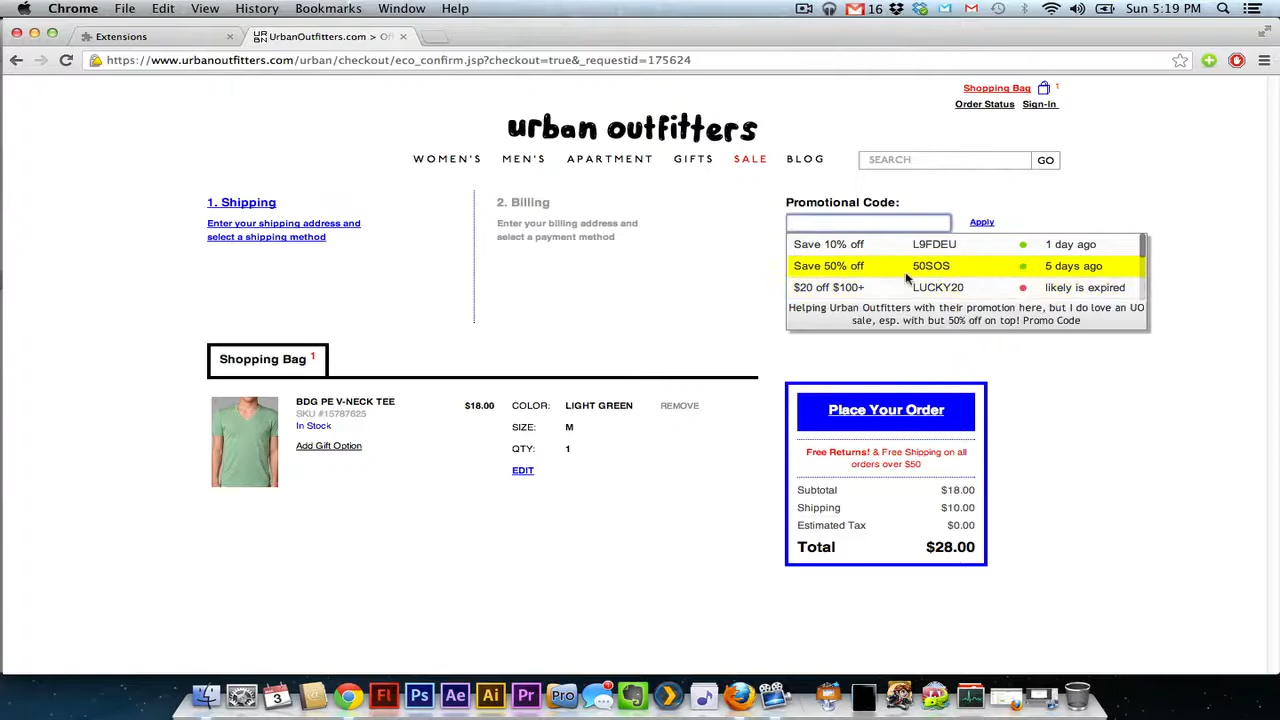 Chrome File Edit View History Bookmarks Window Help 16 Sun 5:19 PM
Extensions
URBN UrbanOutfitters.com > Of
https://www.urbanoutfitters.com/urban/checkout/eco_confirm.jsp?checkout=true&_requestid=175624
Shopping Bag 1
Order Status Sign-In
urban outfitters
WOMEN'S MEN'S APARTMENT GIFTS SALE BLOG
SEARCH GO
1. Shipping
Enter your shipping address and
select a shipping method
2. Billing
Enter your billing address and
select a payment method
Promotional Code:
Apply
Save 10% off L9FDEU 1 day ago
Save 50% off 50SOS 5 days ago
$20 off $100+ LUCKY20 likely is expired
Helping Urban Outfitters with their promotion here, but I do love an UO
sale, esp. with but 50% off on top! Promo Code
Shopping Bag 1
BDG PE V-NECK TEE
SKU #15787625
In Stock
Add Gift Option
$18.00
COLOR: LIGHT GREEN
SIZE: M
QTY: 1
EDIT
REMOVE
Place Your Order
Free Returns! & Free Shipping on all
orders over $50
Subtotal $18.00
Shipping $10.00
Estimated Tax $0.00
Total $28.00
3
Fl Ps Ae Ai Pr Pro